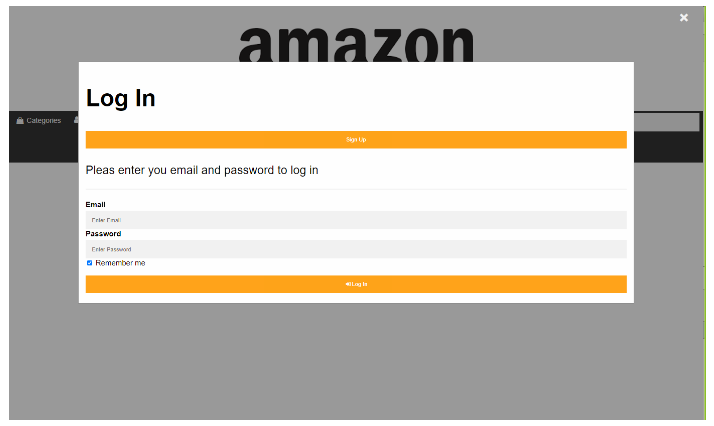 amazon
Categories
Log In
Sign Up
Pleas enter you email and password to log in
Email
Enter Email
Password
Enter Password
Remember me
Log In